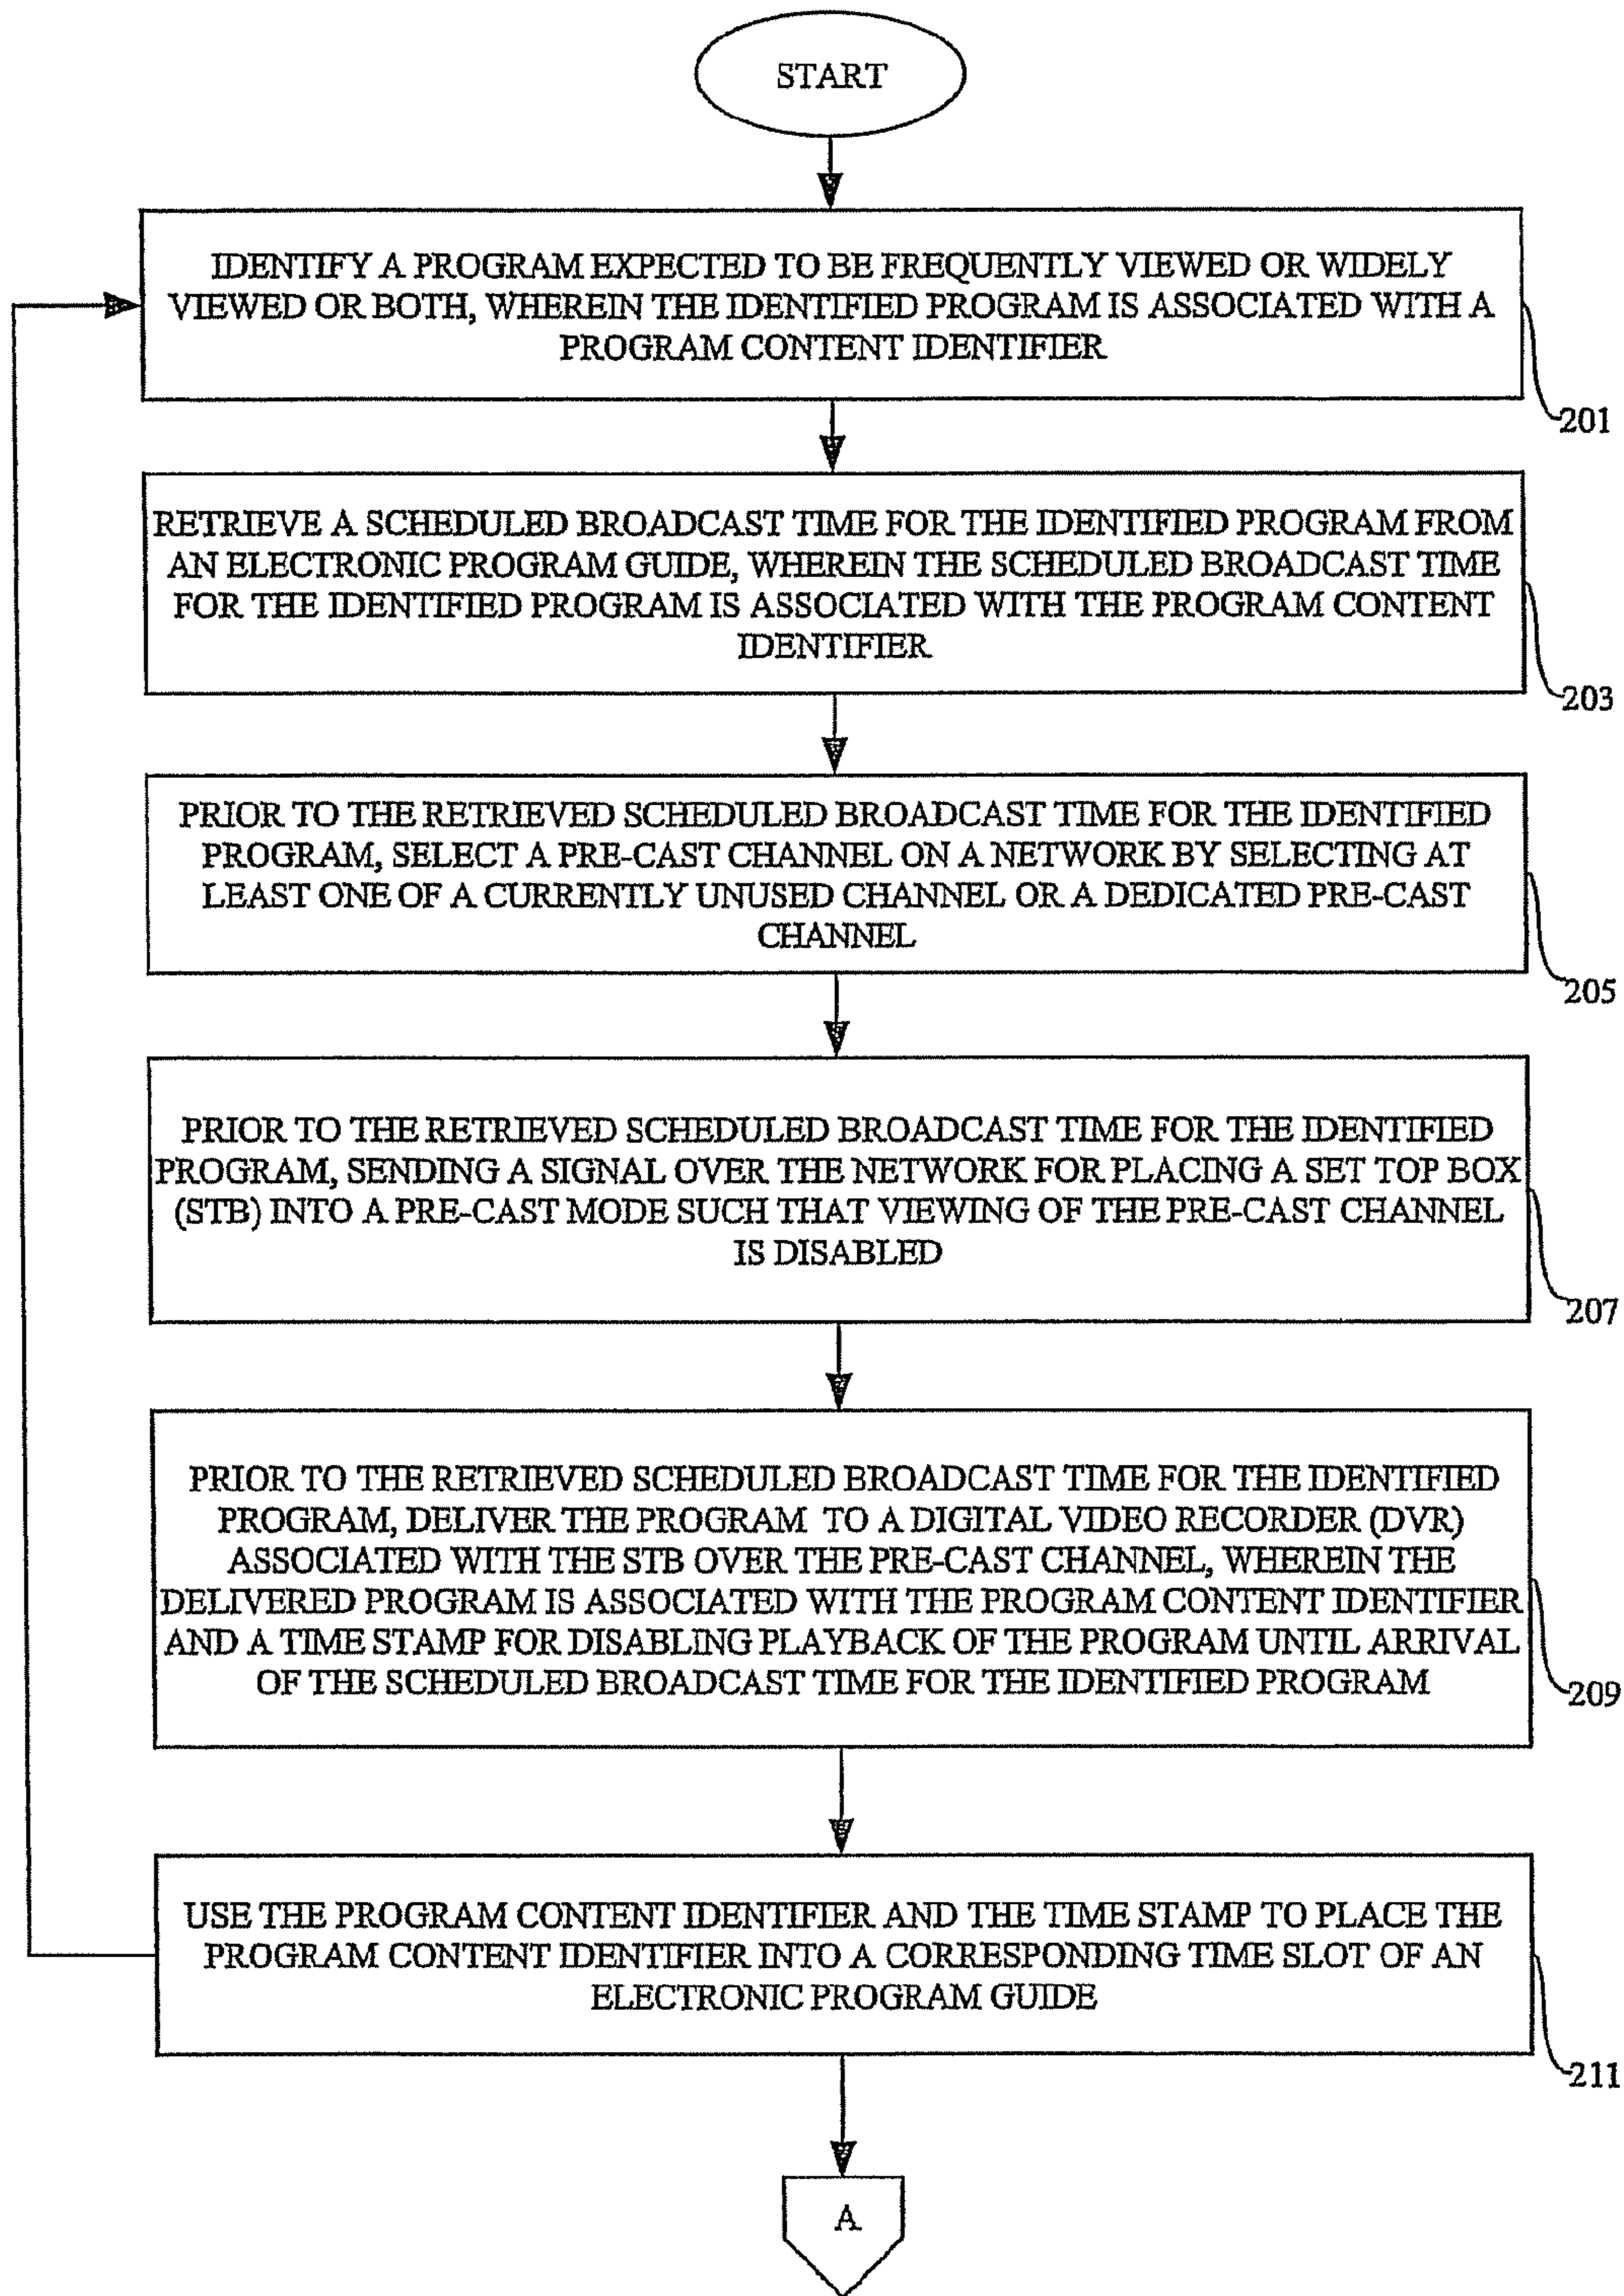 START
IDENTIFY A PROGRAM EXPECTED TO BE FREQUENTLY VIEWED OR WIDELY
VIEWED OR BOTH, WHEREIN THE IDENTIFIED PROGRAM IS ASSOCIATED WITH A
PROGRAM CONTENT IDENTIFIER
201
RETRIEVE A SCHEDULED BROADCAST TIME FOR THE IDENTIFIED PROGRAM FROM
AN ELECTRONIC PROGRAM GUIDE, WHEREIN THE SCHEDULED BROADCAST TIME
FOR THE IDENTIFIED PROGRAM IS ASSOCIATED WITH THE PROGRAM CONTENT
IDENTIFIER
203
PRIOR TO THE RETRIEVED SCHEDULED BROADCAST TIME FOR THE IDENTIFIED
PROGRAM, SELECT A PRE-CAST CHANNEL ON A NETWORK BY SELECTING AT
LEAST ONE OF A CURRENTLY UNUSED CHANNEL OR A DEDICATED PRE-CAST
CHANNEL
205
PRIOR TO THE RETRIEVED SCHEDULED BROADCAST TIME FOR THE IDENTIFIED
PROGRAM, SENDING A SIGNAL OVER THE NETWORK FOR PLACING A SET TOP BOX
(STB) INTO A PRE-CAST MODE SUCH THAT VIEWING OF THE PRE-CAST CHANNEL
IS DISABLED
207
PRIOR TO THE RETRIEVED SCHEDULED BROADCAST TIME FOR THE IDENTIFIED
PROGRAM, DELIVER THE PROGRAM TO A DIGITAL VIDEO RECORDER (DVR)
ASSOCIATED WITH THE STB OVER THE PRE-CAST CHANNEL, WHEREIN THE
DELIVERED PROGRAM IS ASSOCIATED WITH THE PROGRAM CONTENT IDENTIFIER
AND A TIME STAMP FOR DISABLING PLAYBACK OF THE PROGRAM UNTIL ARRIVAL
OF THE SCHEDULED BROADCAST TIME FOR THE IDENTIFIED PROGRAM
209
USE THE PROGRAM CONTENT IDENTIFIER AND THE TIME STAMP TO PLACE THE
PROGRAM CONTENT IDENTIFIER INTO A CORRESPONDING TIME SLOT OF AN
ELECTRONIC PROGRAM GUIDE
211
A